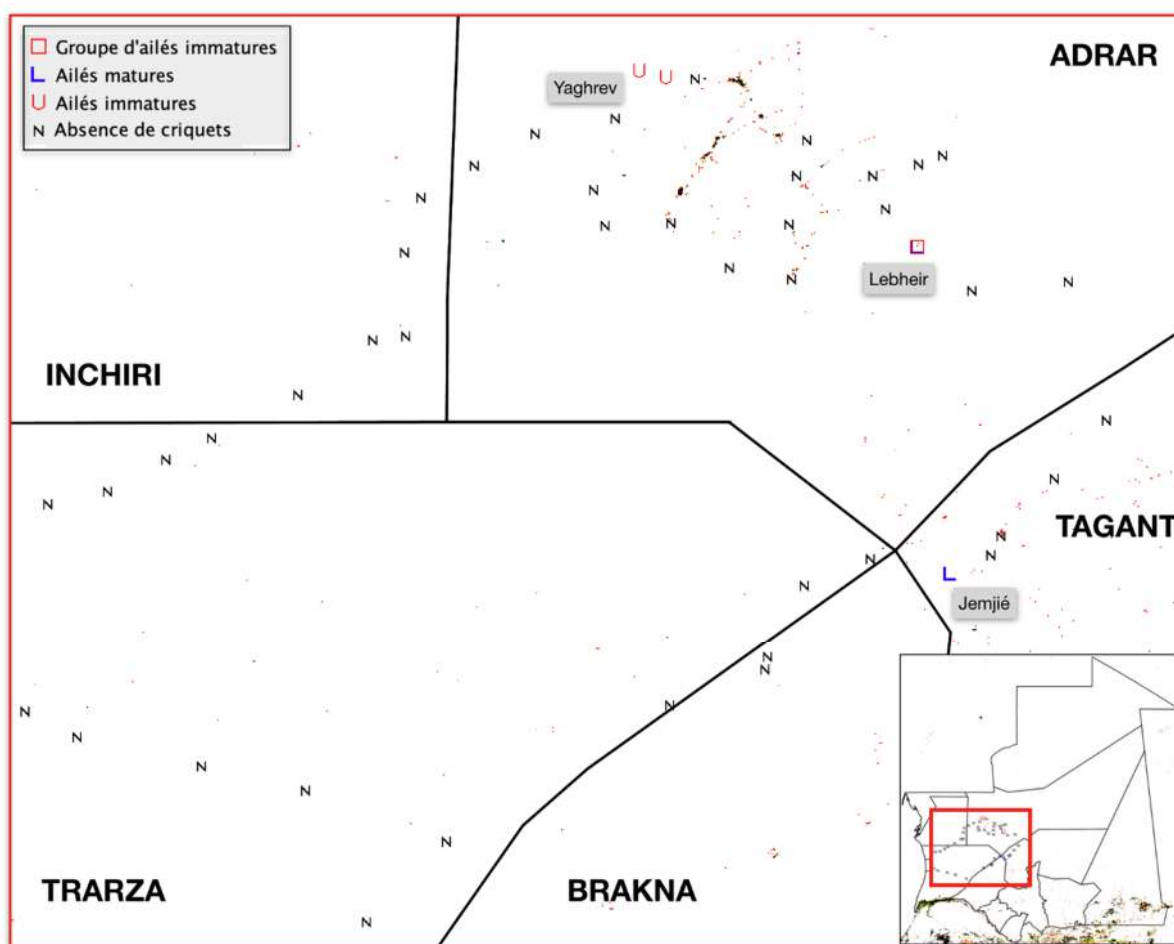 Groupe d'ailés immatures
Ailés matures
Ailés immatures
N Absence de criquets
ADRAR
Yaghrev
Lebheir
INCHIRI
TAGANT
Jemjié
TRARZA
BRAKNA